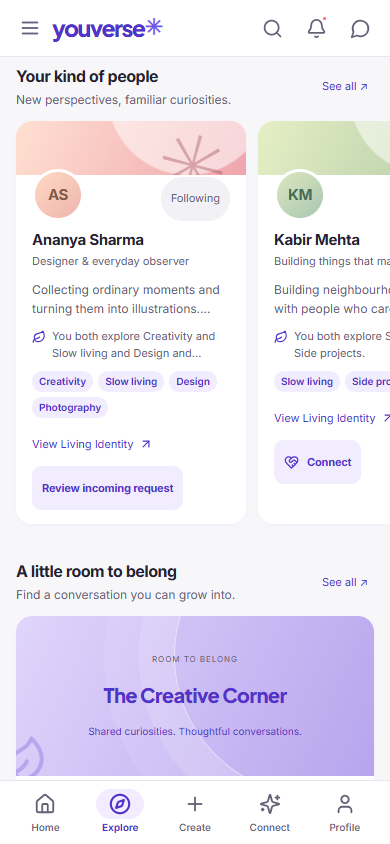 youverse
Your kind of people
See all
New perspectives, familiar curiosities.
AS
Following
Ananya Sharma
Designer & everyday observer
Collecting ordinary moments and
turning them into illustrations....
You both explore Creativity and
Slow living and Design and...
Creativity
Slow living
Design
Photography
View Living Identity
Review incoming request
KM
Kabir Mehta
Building things that
Building
with people who
You both explore
Side projects.
Slow living
Side
View Living Identity
Connect
A little room to belong
See all
Find a conversation you can grow into.
ROOM TO BELONG
The Creative Corner
Shared curiosities. Thoughtful conversations.
Home
Explore
Create
Connect
Profile